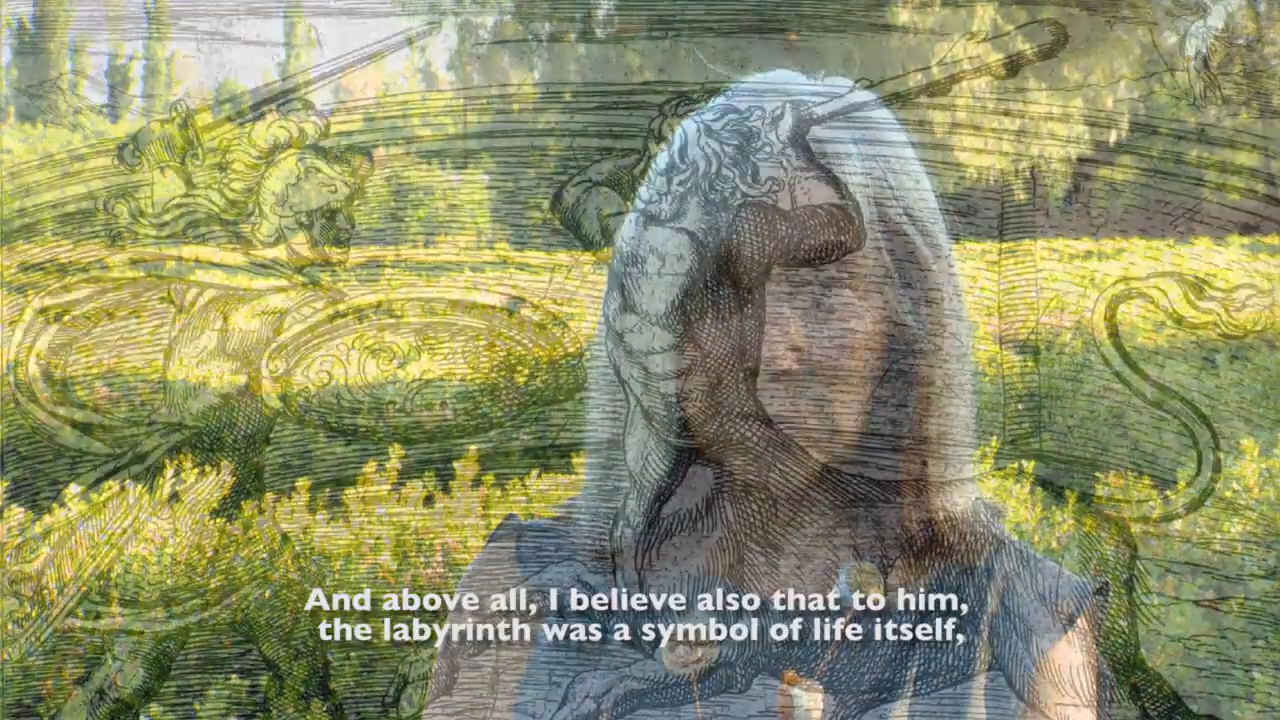 And above all, I believe also that to him,
the labyrinth was a symbol of life itself,